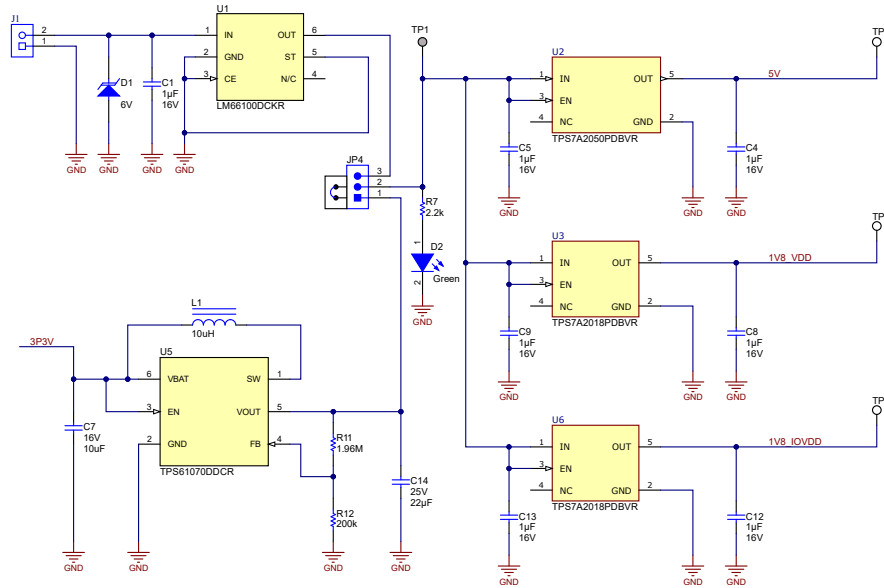 J1
2
1
D1
6V
C1
1µF
16V
U1
1
IN
OUT
6
2
GND
ST
5
3
CE
N/C
4
LM66100DCKR
GND
GND
GND
GND
TP1
JP4
3
2
1
R7
2.2k
1
D2
2
Green
GND
U2
1
IN
OUT
5
3
EN
4
NC
GND
2
TPS7A2050PDBVR
5V
TP
C5
1µF
16V
C4
1µF
16V
GND
GND
GND
U3
1
IN
OUT
5
3
EN
4
NC
GND
2
TPS7A2018PDBVR
1V8_VDD
TP
C9
1µF
16V
C8
1µF
16V
GND
GND
GND
U6
1
IN
OUT
5
3
EN
4
NC
GND
2
TPS7A2018PDBVR
1V8_IOVDD
TP
C13
1µF
16V
C12
1µF
16V
GND
GND
GND
L1
10uH
3P3V
U5
6
VBAT
SW
1
3
EN
VOUT
5
2
GND
FB
4
TPS61070DDCR
C7
16V
10uF
R11
1.96M
R12
200k
C14
25V
22µF
GND
GND
GND
GND